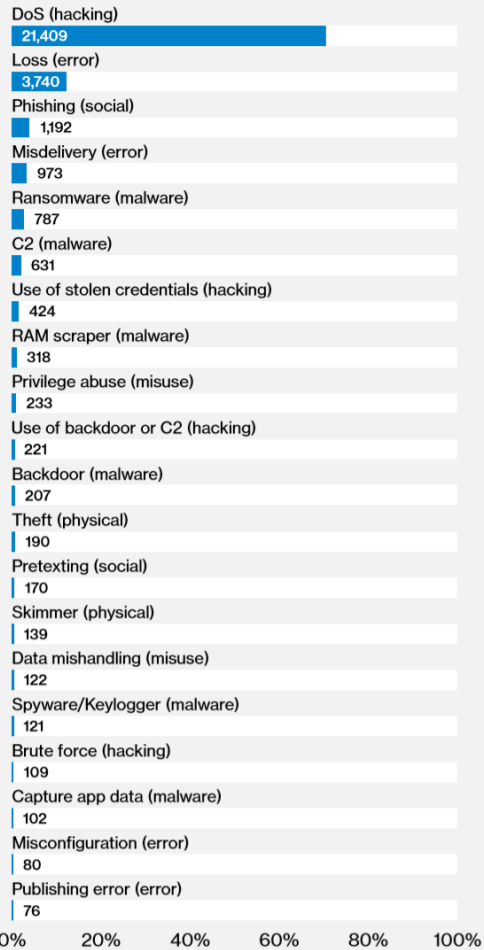 DoS (hacking)
21,409
Loss (error)
3,740
Phishing (social)
1,192
Misdelivery (error)
973
Ransomware (malware)
787
C2 (malware)
631
Use of stolen credentials (hacking)
424
RAM scraper (malware)
318
Privilege abuse (misuse)
233
Use of backdoor or C2 (hacking)
221
Backdoor (malware)
207
Theft (physical)
190
Pretexting (social)
170
Skimmer (physical)
139
Data mishandling (misuse)
122
Spyware/Keylogger (malware)
121
Brute force (hacking)
109
Capture app data (malware)
102
Misconfiguration (error)
80
Publishing error (error)
76
0% 20% 40% 60% 80% 100%